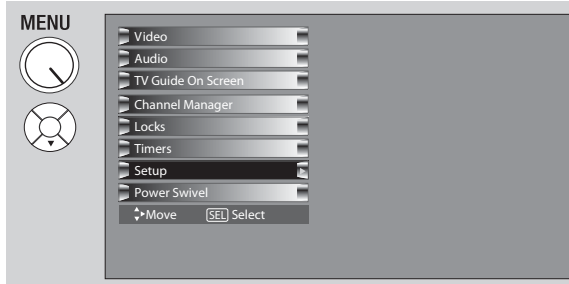 MENU
Video
Audio
TV Guide On Screen
Channel Manager
Locks
Timers
Setup
Power Swivel
Move SEL Select